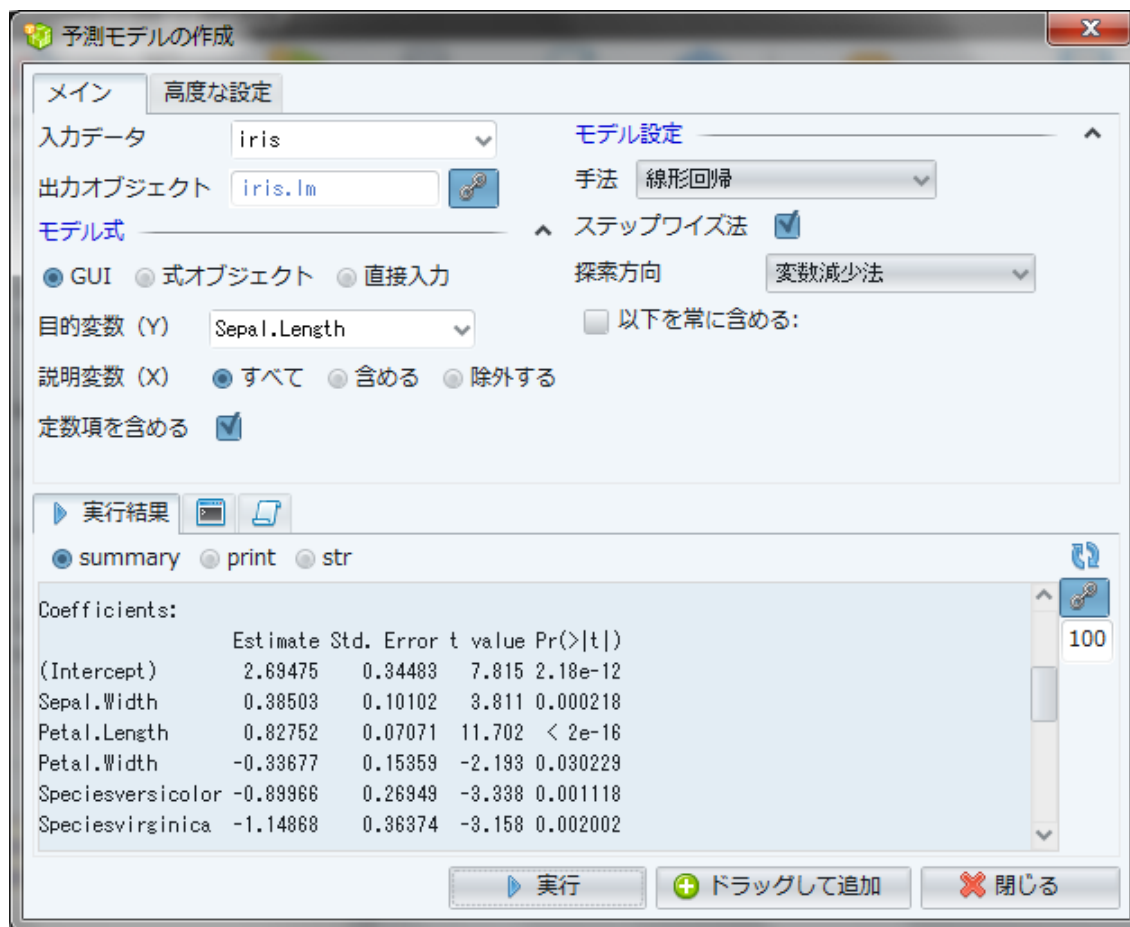 予測モデルの作成
メイン 高度な設定
入力データ iris
出力オブジェクト iris.lm
モデル式
GUI 式オブジェクト 直接入力
目的変数（Y） Sepal.Length
説明変数（X） すべて 含める 除外する
定数項を含める
モデル設定
手法 線形回帰
ステップワイズ法
探索方向 変数減少法
以下を常に含める:
実行結果
summary print str
100
Coefficients:
Estimate Std. Error t value Pr(>|t|)
(Intercept) 2.69475 0.34483 7.815 2.18e-12
Sepal.Width 0.38503 0.10102 3.811 0.000218
Petal.Length 0.82752 0.07071 11.702 < 2e-16
Petal.Width -0.33677 0.15359 -2.193 0.030229
Speciesversicolor -0.89966 0.26949 -3.338 0.001118
Speciesvirginica -1.14868 0.36374 -3.158 0.002002
実行 ドラッグして追加 閉じる